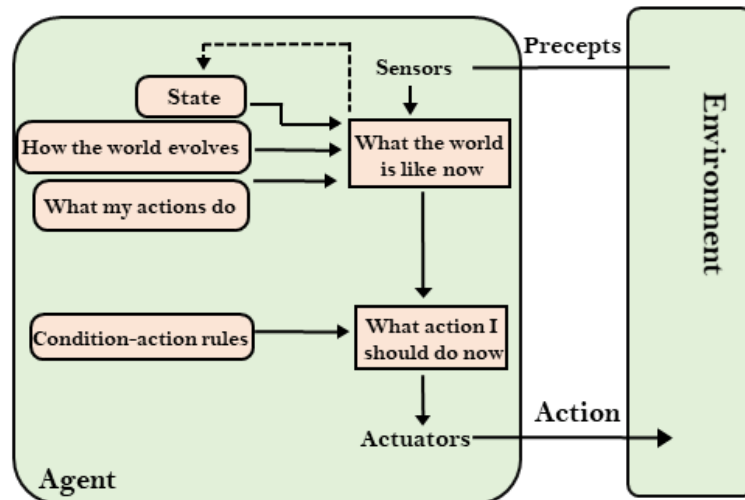 Precepts
Sensors
State
How the world evolves
What the world
is like now
What my actions do
Environment
Condition-action rules
What action I
should do now
Action
Actuators
Agent